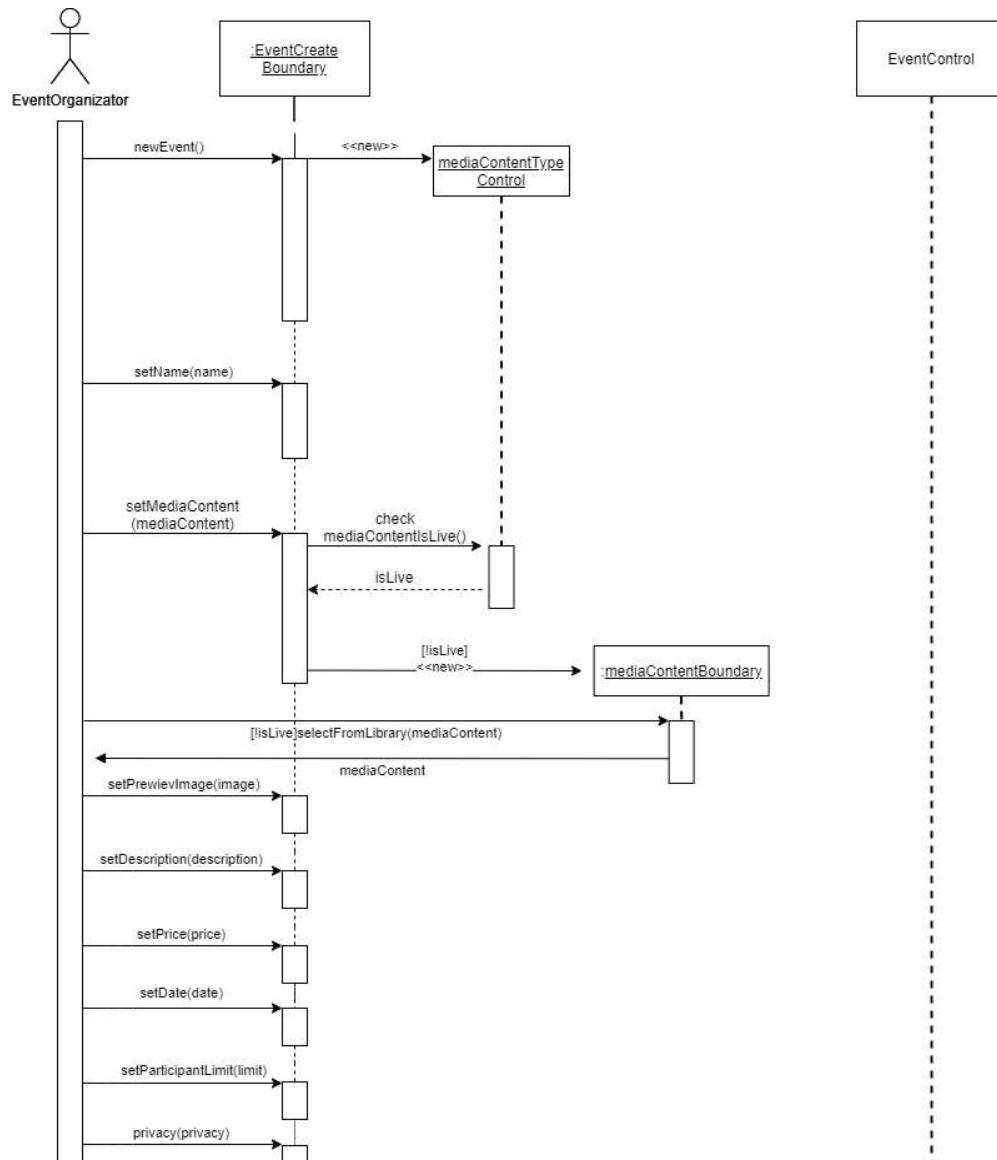 :EventCreate
Boundary
EventControl
EventOrganizator
newEvent()
<<new>>
mediaContentType
Control
setName(name)
setMediaContent
(mediaContent)
check
mediaContentIsLive()
isLive
[!isLive]
<<new>>
:mediaContentBoundary
[!isLive]selectFromLibrary(mediaContent)
mediaContent
setPrewievImage(image)
setDescription(description)
setPrice(price)
setDate(date)
setParticipantLimit(limit)
privacy(privacy)